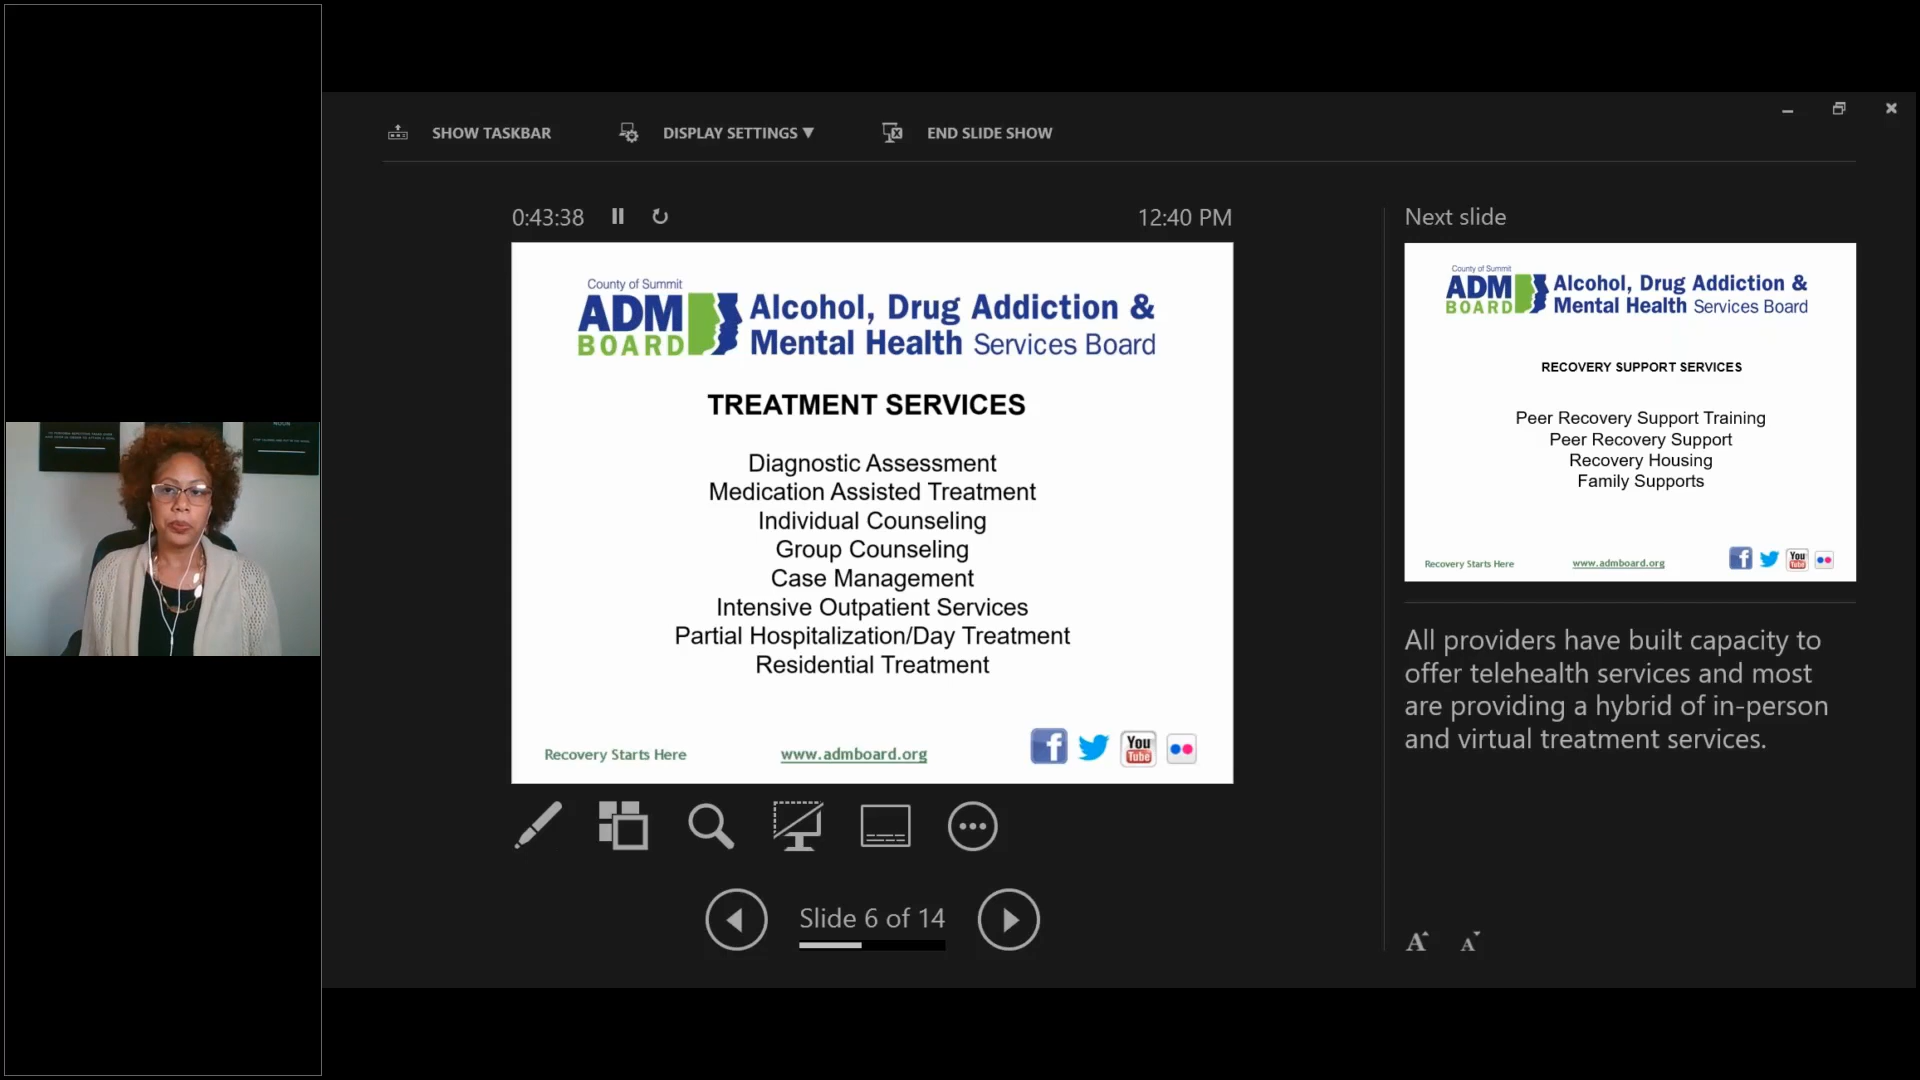 SHOW TASKBAR
DISPLAY SETTINGS ▼
END SLIDE SHOW
0:43:38
12:40 PM
County of Summit
ADM
BOARD
Alcohol, Drug Addiction &
Mental Health Services Board
TREATMENT SERVICES
Diagnostic Assessment
Medication Assisted Treatment
Individual Counseling
Group Counseling
Case Management
Intensive Outpatient Services
Partial Hospitalization/Day Treatment
Residential Treatment
Recovery Starts Here
www.admboard.org
f
You
Tube
Slide 6 of 14
Next slide
County of Summit
ADM
BOARD
Alcohol, Drug Addiction &
Mental Health Services Board
RECOVERY SUPPORT SERVICES
Peer Recovery Support Training
Peer Recovery Support
Recovery Housing
Family Supports
Recovery Starts Here
www.admboard.org
f
You
Tube
All providers have built capacity to
offer telehealth services and most
are providing a hybrid of in-person
and virtual treatment services.
A A